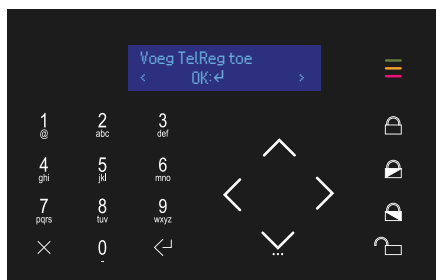 Voeg TelReg toe
< OK:↵ >
1 2 3
@ abc def
4 5 6
ghi jkl mno
7 8 9
pqrs tuv wxyz
0
-
...